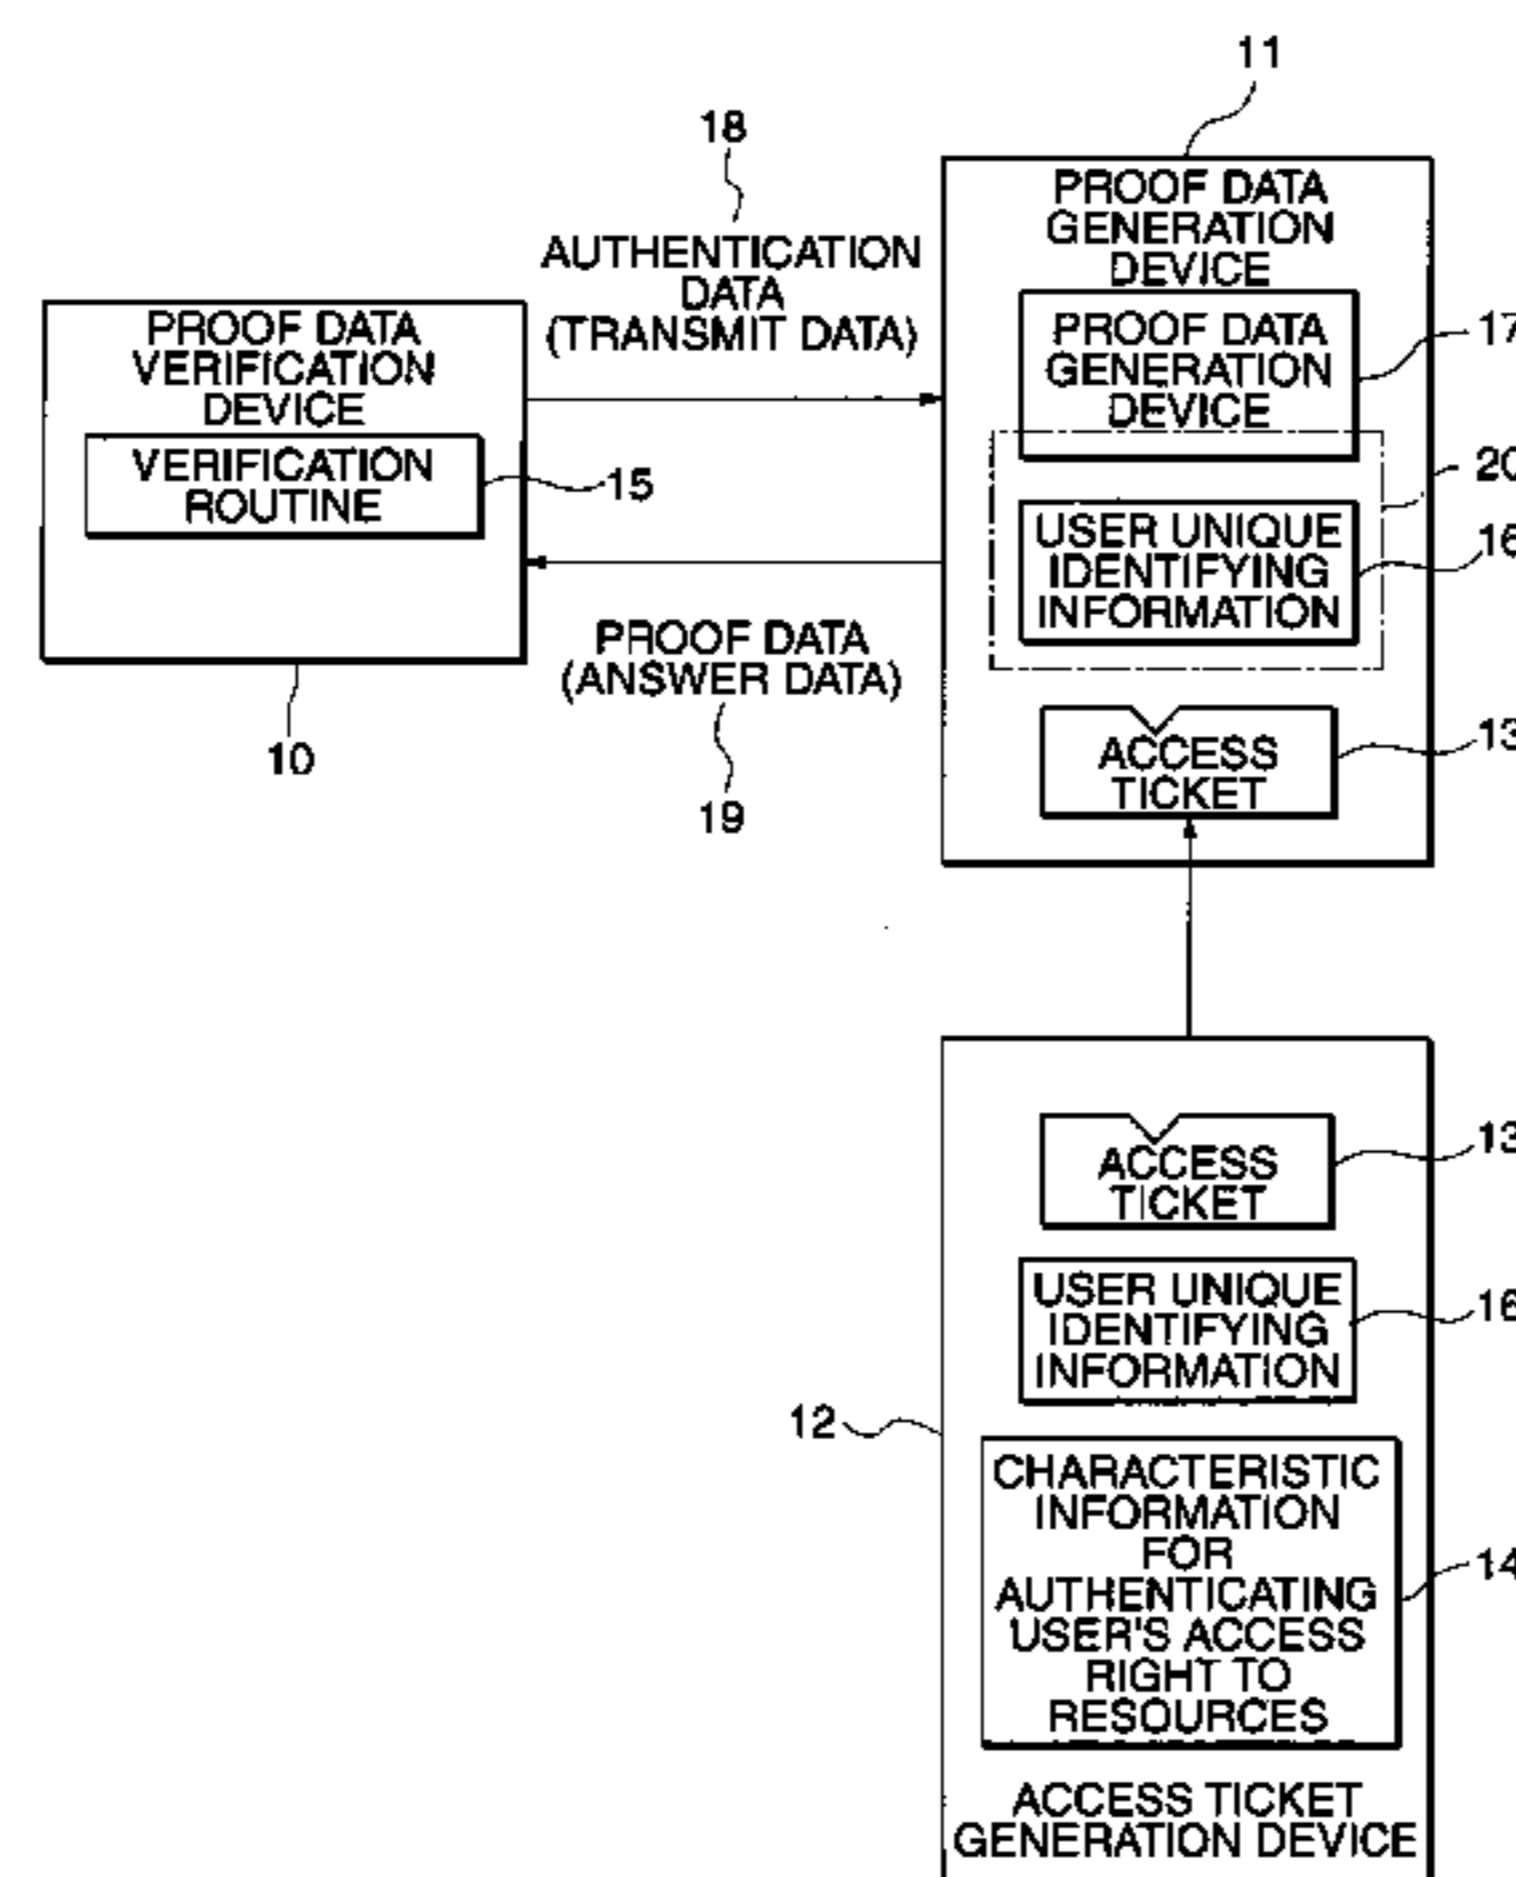 11
18
PROOF DATA
GENERATION
DEVICE
AUTHENTICATION
DATA
(TRANSMIT DATA)
PROOF DATA
VERIFICATION
DEVICE
PROOF DATA
GENERATION
DEVICE
17
VERIFICATION
ROUTINE
15
20
USER UNIQUE
IDENTIFYING
INFORMATION
16
PROOF DATA
(ANSWER DATA)
10
19
ACCESS
TICKET
13
ACCESS
TICKET
13
USER UNIQUE
IDENTIFYING
INFORMATION
16
12
CHARACTERISTIC
INFORMATION
FOR
AUTHENTICATING
USER'S ACCESS
RIGHT TO
RESOURCES
14
ACCESS TICKET
GENERATION DEVICE